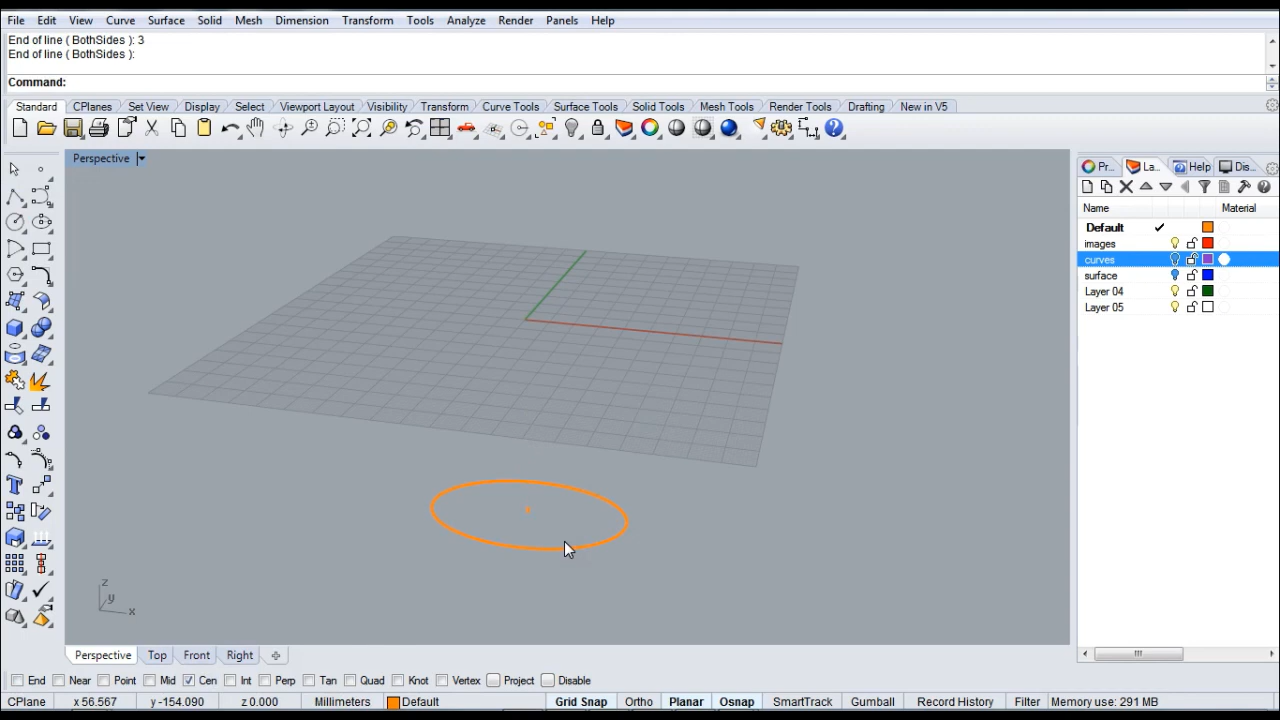 File Edit View Curve Surface Solid Mesh Dimension Transform Tools Analyze Render Panels Help
End of line ( BothSides ): 3
End of line ( BothSides ):
Command:
Standard CPlanes Set View Display Select Viewport Layout Visibility Transform Curve Tools Surface Tools Solid Tools Mesh Tools Render Tools Drafting New in V5
Perspective
Pr... La... Help Dis...
Name Material
Default
images
curves
surface
Layer 04
Layer 05
z
y
x
Perspective Top Front Right
End Near Point Mid Cen Int Perp Tan Quad Knot Vertex Project Disable
CPlane x 56.567 y -154.090 z 0.000 Millimeters Default Grid Snap Ortho Planar Osnap SmartTrack Gumball Record History Filter Memory use: 291 MB